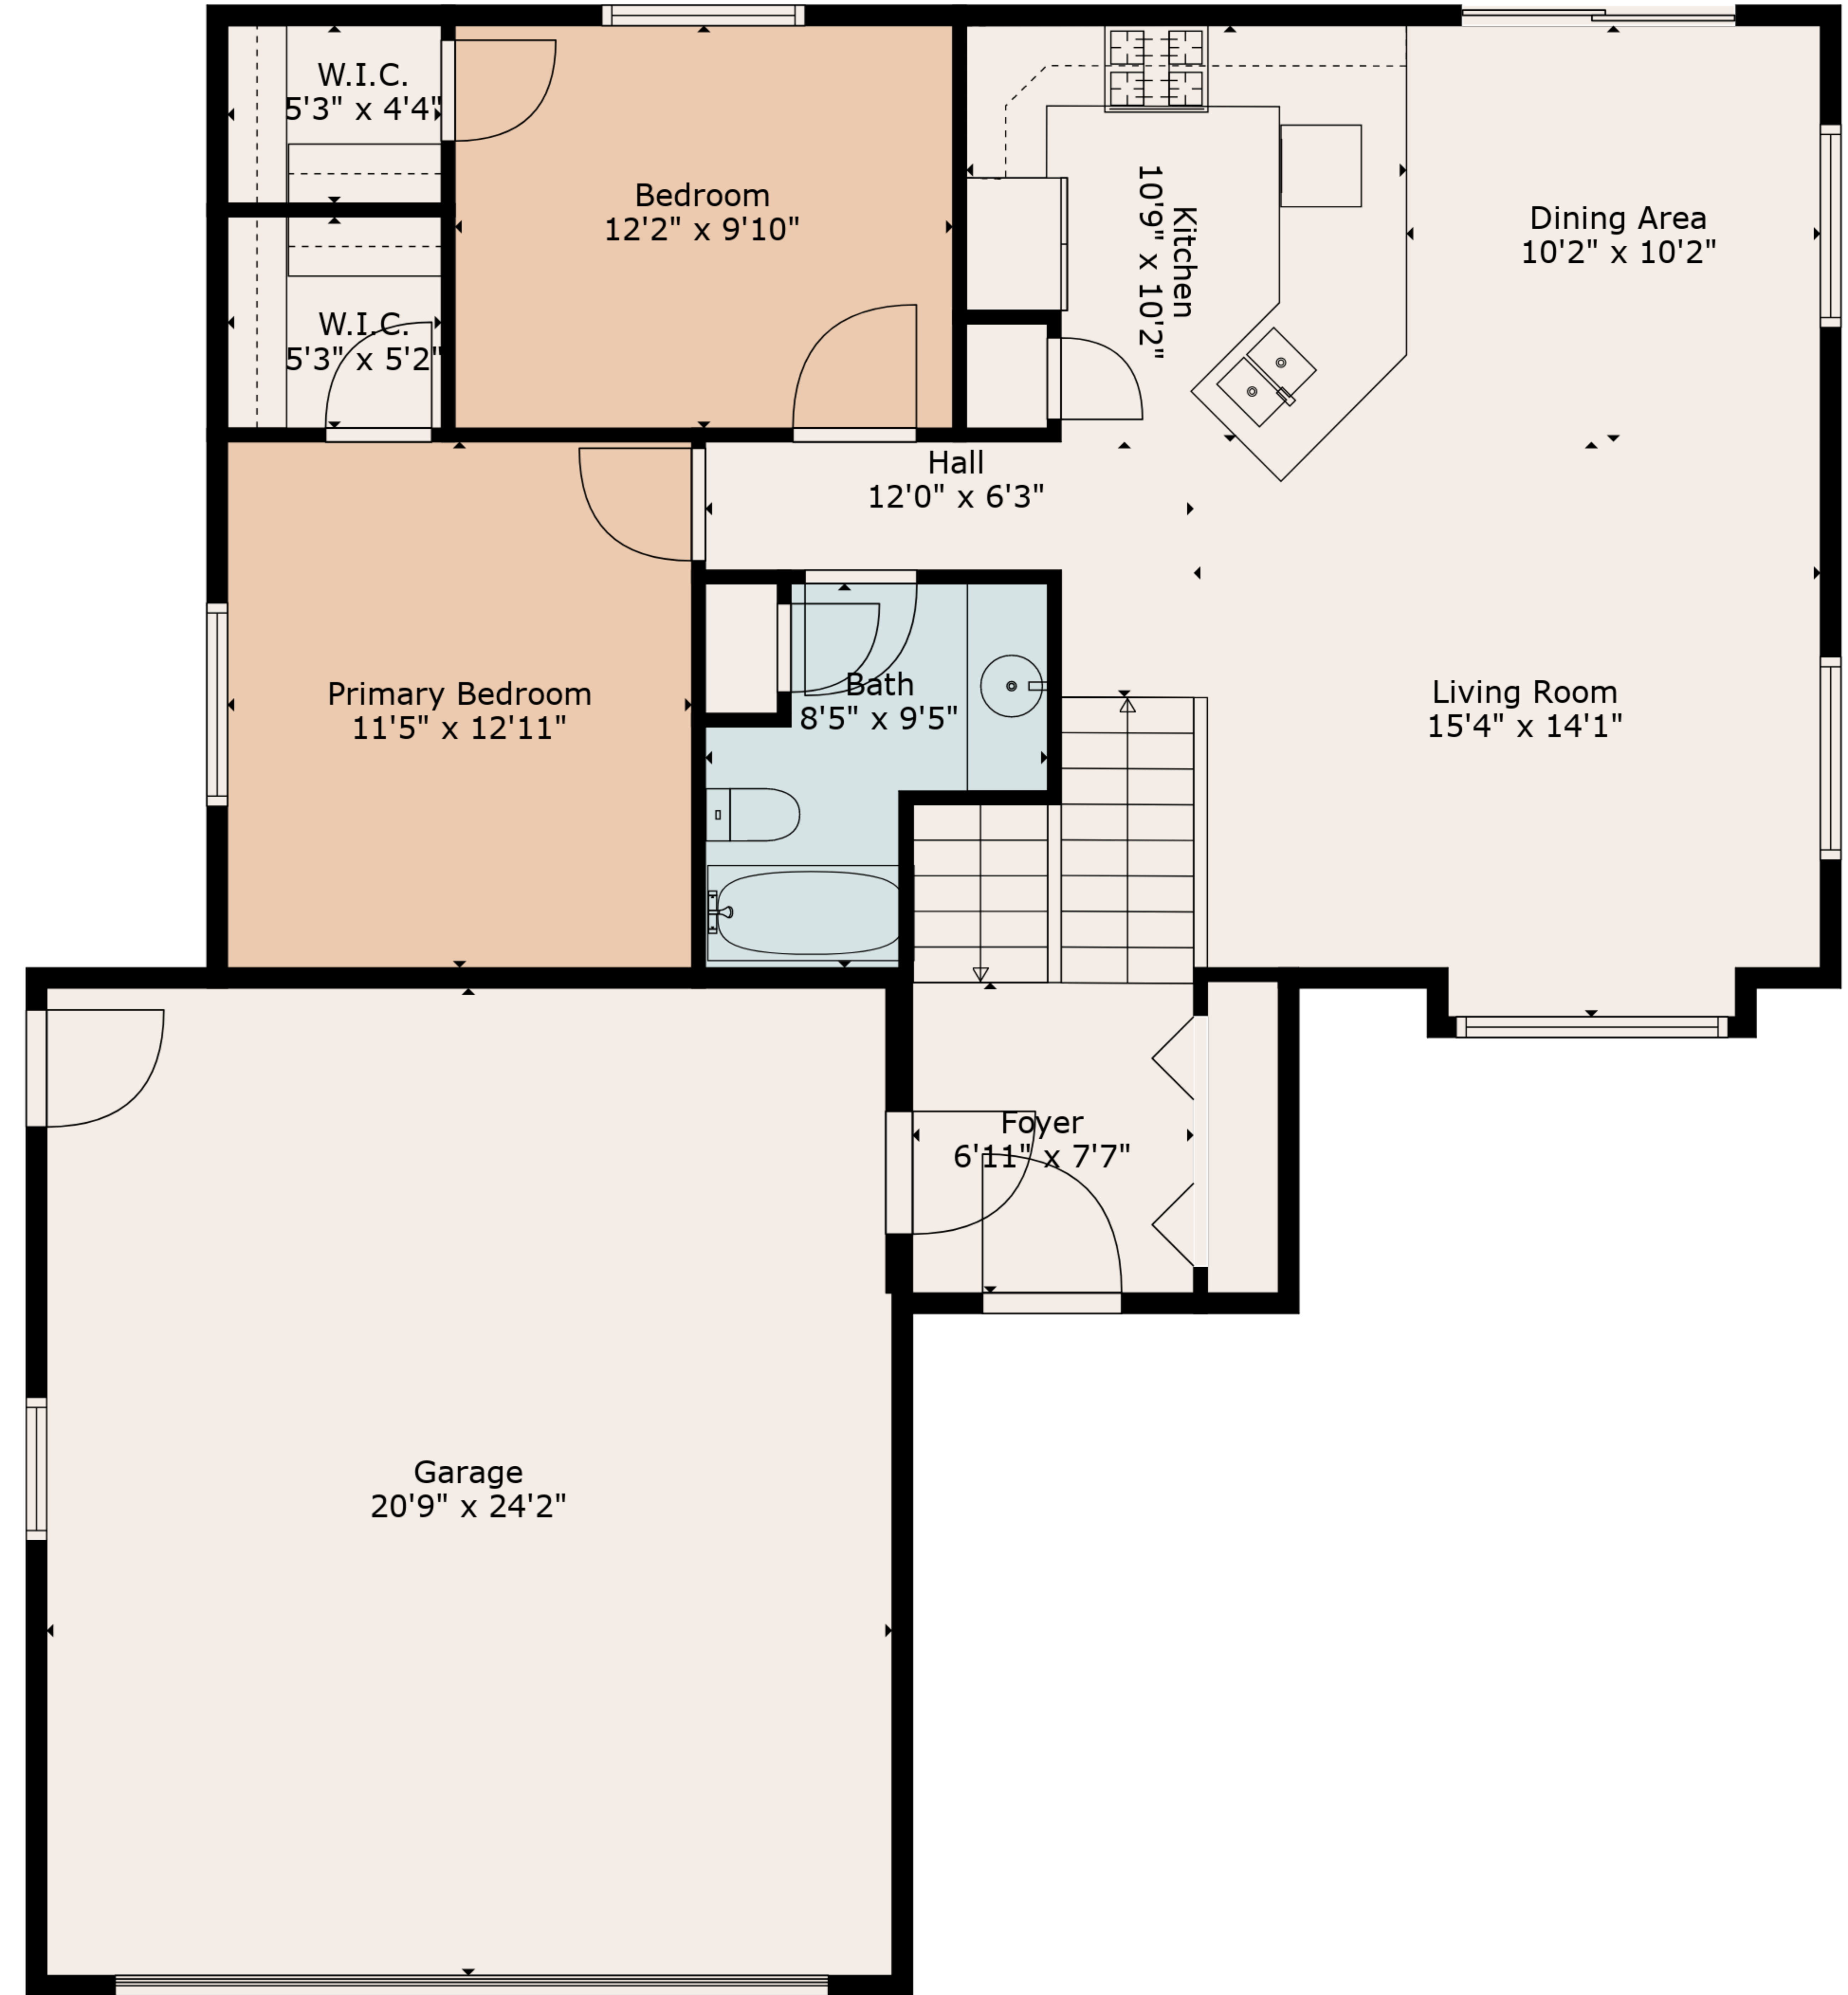 W.I.C.
5'3" x 4'4"
Bedroom
12'2" x 9'10"
Kitchen
10'9" x 10'2"
Dining Area
10'2" x 10'2"
W.I.C.
5'3" x 5'2"
Hall
12'0" x 6'3"
Primary Bedroom
11'5" x 12'11"
Bath
8'5" x 9'5"
Living Room
15'4" x 14'1"
Foyer
6'11" x 7'7"
Garage
20'9" x 24'2"